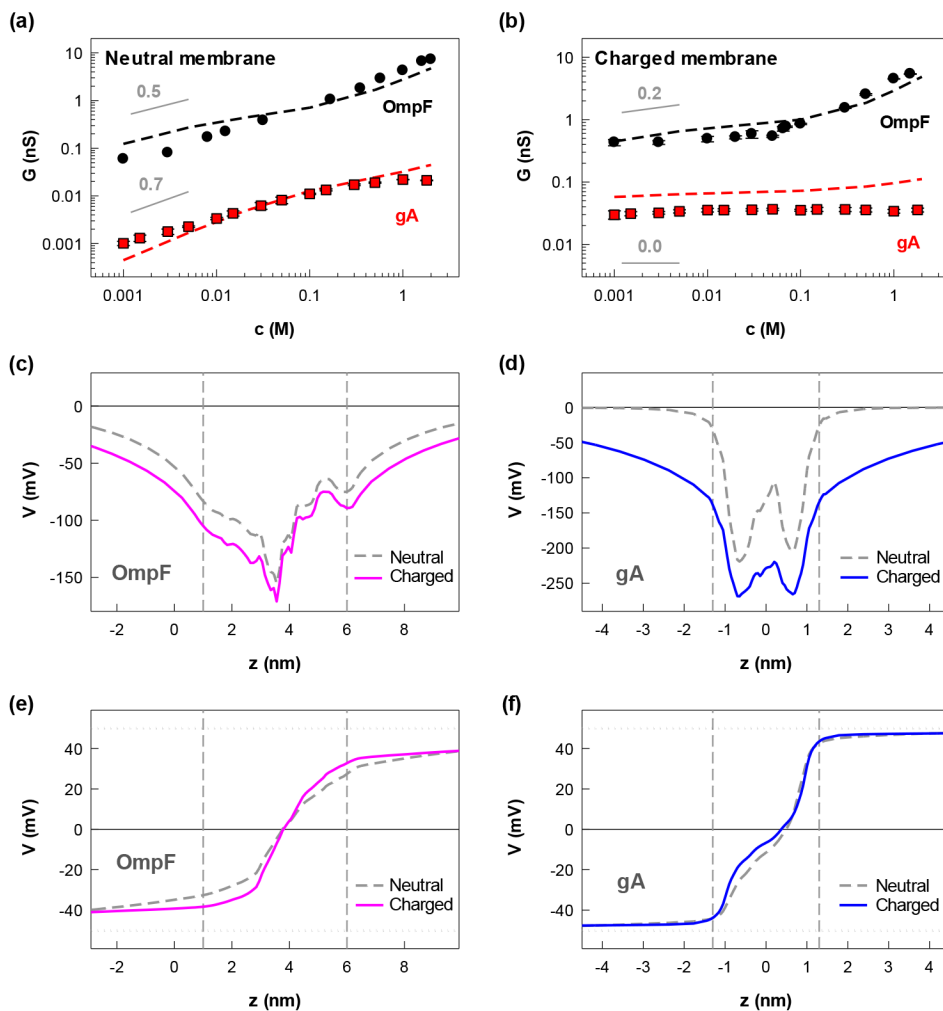 (a)
Neutral membrane
10
1
0.1
0.01
0.001
G (nS)
0.5
0.7
OmpF
gA
0.001 0.01 0.1 1
c (M)
(b)
Charged membrane
10
1
0.1
0.01
G (nS)
0.2
OmpF
gA
0.0
0.001 0.01 0.1 1
c (M)
(c)
0
-50
-100
-150
V (mV)
OmpF
Neutral
Charged
-2 0 2 4 6 8
z (nm)
(d)
0
-50
-100
-150
-200
-250
V (mV)
gA
Neutral
Charged
-4 -3 -2 -1 0 1 2 3 4
z (nm)
(e)
40
20
0
-20
-40
V (mV)
OmpF
Neutral
Charged
-2 0 2 4 6 8
z (nm)
(f)
40
20
0
-20
-40
V (mV)
gA
Neutral
Charged
-4 -3 -2 -1 0 1 2 3 4
z (nm)